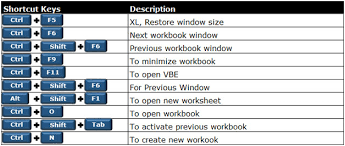 Shortcut Keys Description
Ctrl + F5 XL, Restore window size
Ctrl + F6 Next workbook window
Ctrl + Shift + F6 Previous workbook window
Ctrl + F9 To minimize workbook
Ctrl + F11 To open VBE
Ctrl + Shift + F6 For Previous Window
Alt + Shift + F1 To open new worksheet
Ctrl + O To open workbook
Ctrl + Shift + Tab To activate previous workbook
Ctrl + N To create new workook